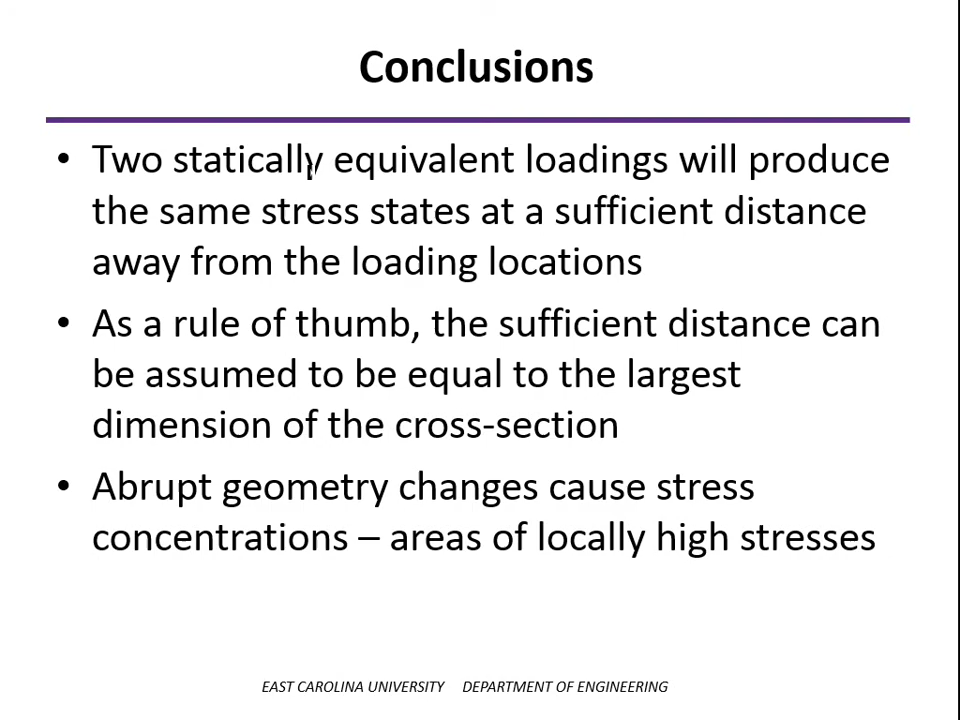 Conclusions
• Two statically equivalent loadings will produce
the same stress states at a sufficient distance
away from the loading locations
• As a rule of thumb, the sufficient distance can
be assumed to be equal to the largest
dimension of the cross-section
• Abrupt geometry changes cause stress
concentrations – areas of locally high stresses
EAST CAROLINA UNIVERSITY DEPARTMENT OF ENGINEERING